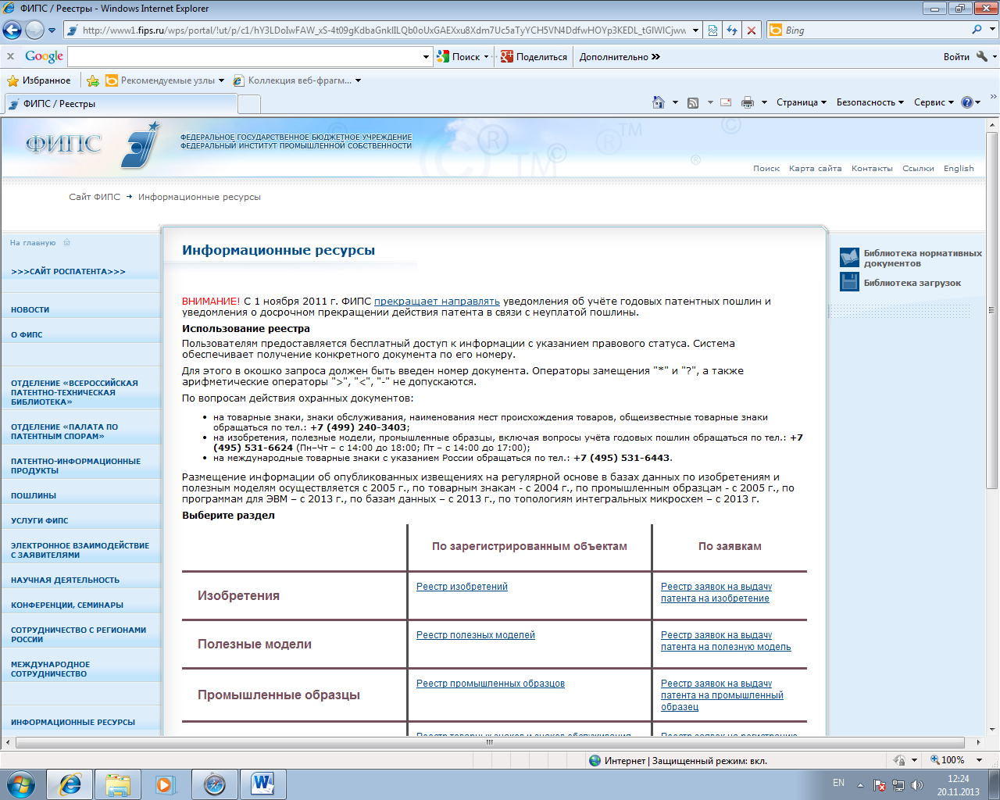 ФИПС / Реестры - Windows Internet Explorer
http://www1.fips.ru/wps/portal/!ut/p/c1/
Bing
Google
Поиск
Поделиться
Дополнительно
Войти
Избранное
Рекомендуемые узлы
Коллекция веб-фрагм...
ФИПС / Реестры
Страница
Безопасность
Сервис
ФИПС
ФЕДЕРАЛЬНОЕ ГОСУДАРСТВЕННОЕ БЮДЖЕТНОЕ УЧРЕЖДЕНИЕ
ФЕДЕРАЛЬНЫЙ ИНСТИТУТ ПРОМЫШЛЕННОЙ СОБСТВЕННОСТИ
Поиск Карта сайта Контакты Ссылки English
Сайт ФИПС → Информационные ресурсы
На главную
>>>САЙТ РОСПАТЕНТА>>>
НОВОСТИ
О ФИПС
ОТДЕЛЕНИЕ «ВСЕРОССИЙСКАЯ
ПАТЕНТНО-ТЕХНИЧЕСКАЯ
БИБЛИОТЕКА»
ОТДЕЛЕНИЕ «ПАЛАТА ПО
ПАТЕНТНЫМ СПОРАМ»
ПАТЕНТНО-ИНФОРМАЦИОННЫЕ
ПРОДУКТЫ
ПОШЛИНЫ
УСЛУГИ ФИПС
ЭЛЕКТРОННОЕ ВЗАИМОДЕЙСТВИЕ
С ЗАЯВИТЕЛЯМИ
НАУЧНАЯ ДЕЯТЕЛЬНОСТЬ
КОНФЕРЕНЦИИ, СЕМИНАРЫ
СОТРУДНИЧЕСТВО С РЕГИОНАМИ
РОССИИ
МЕЖДУНАРОДНОЕ
СОТРУДНИЧЕСТВО
ИНФОРМАЦИОННЫЕ РЕСУРСЫ
Информационные ресурсы
ВНИМАНИЕ! С 1 ноября 2011 г. ФИПС прекращает направлять уведомления об учёте годовых патентных пошлин и
уведомления о досрочном прекращении действия патента в связи с неуплатой пошлины.
Использование реестра
Пользователям предоставляется бесплатный доступ к информации с указанием правового статуса. Система
обеспечивает получение конкретного документа по его номеру.
Для этого в окошко запроса должен быть введен номер документа. Операторы замещения "*" и "?", а также
арифметические операторы ">", "<", "-" не допускаются.
По вопросам действия охранных документов:
• на товарные знаки, знаки обслуживания, наименования мест происхождения товаров, общеизвестные товарные знаки
обращаться по тел.: +7 (499) 240-3403;
• на изобретения, полезные модели, промышленные образцы, включая вопросы учёта годовых пошлин обращаться по тел.: +7
(495) 531-6624 (Пн–Чт – с 14:00 до 18:00; Пт – с 14:00 до 17:00);
• на международные товарные знаки с указанием России обращаться по тел.: +7 (495) 531-6443.
Размещение информации об опубликованных извещениях на регулярной основе в базах данных по изобретениям и
полезным моделям осуществляется с 2005 г., по товарным знакам - с 2004 г., по промышленным образцам - с 2005 г., по
программам для ЭВМ – с 2013 г., по базам данных – с 2013 г., по топологиям интегральных микросхем – с 2013 г.
Выберите раздел
По зарегистрированным объектам По заявкам
Изобретения
Реестр изобретений
Реестр заявок на выдачу
патента на изобретение
Полезные модели
Реестр полезных моделей
Реестр заявок на выдачу
патента на полезную модель
Промышленные образцы
Реестр промышленных образцов
Реестр заявок на выдачу
патента на промышленный
образец
Реестр товарных знаков и знаков обслуживания
Реестр заявок на регистрацию
Библиотека нормативных
документов
Библиотека загрузок
Интернет | Защищенный режим: вкл.
100%
EN
12:24
20.11.2013